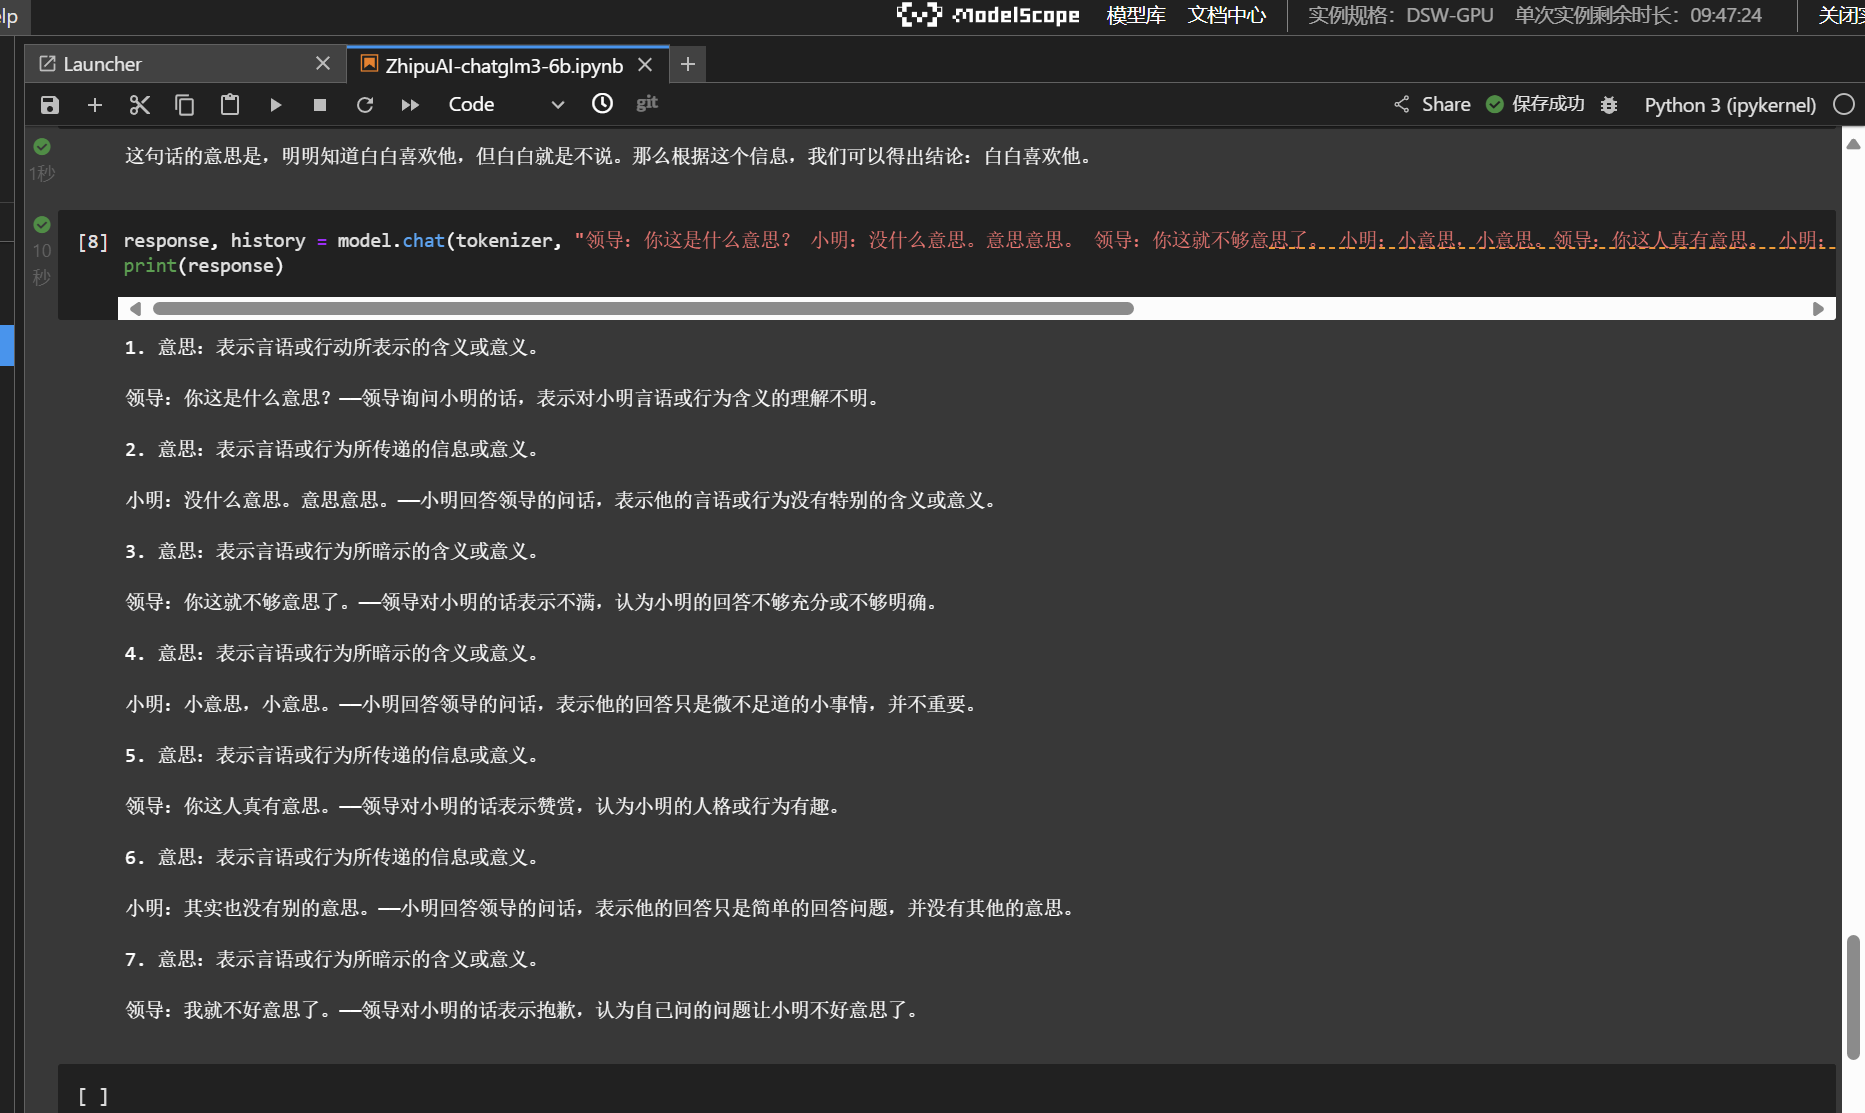 elp
ModelScope 模型库 文档中心 实例规格：DSW-GPU 单次实例剩余时长：09:47:24 关闭实
Launcher ZhipuAI-chatglm3-6b.ipynb
Code git Share 保存成功 Python 3 (ipykernel)
1秒
这句话的意思是，明明知道白白喜欢他，但白白就是不说。那么根据这个信息，我们可以得出结论：白白喜欢他。
10
秒
[8] response, history = model.chat(tokenizer, "领导：你这是什么意思？ 小明：没什么意思。意思意思。 领导：你这就不够意思了。 小明：小意思，小意思。领导：你这人真有意思。 小明：
print(response)
1. 意思：表示言语或行动所表示的含义或意义。
领导：你这是什么意思？——领导询问小明的话，表示对小明言语或行为含义的理解不明。
2. 意思：表示言语或行为所传递的信息或意义。
小明：没什么意思。意思意思。——小明回答领导的问话，表示他的言语或行为没有特别的含义或意义。
3. 意思：表示言语或行为所暗示的含义或意义。
领导：你这就不够意思了。——领导对小明的话表示不满，认为小明的回答不够充分或不够明确。
4. 意思：表示言语或行为所暗示的含义或意义。
小明：小意思，小意思。——小明回答领导的问话，表示他的回答只是微不足道的小事情，并不重要。
5. 意思：表示言语或行为所传递的信息或意义。
领导：你这人真有意思。——领导对小明的话表示赞赏，认为小明的人格或行为有趣。
6. 意思：表示言语或行为所传递的信息或意义。
小明：其实也没有别的意思。——小明回答领导的问话，表示他的回答只是简单的回答问题，并没有其他的意思。
7. 意思：表示言语或行为所暗示的含义或意义。
领导：我就不好意思了。——领导对小明的话表示抱歉，认为自己问的问题让小明不好意思了。
[ ]